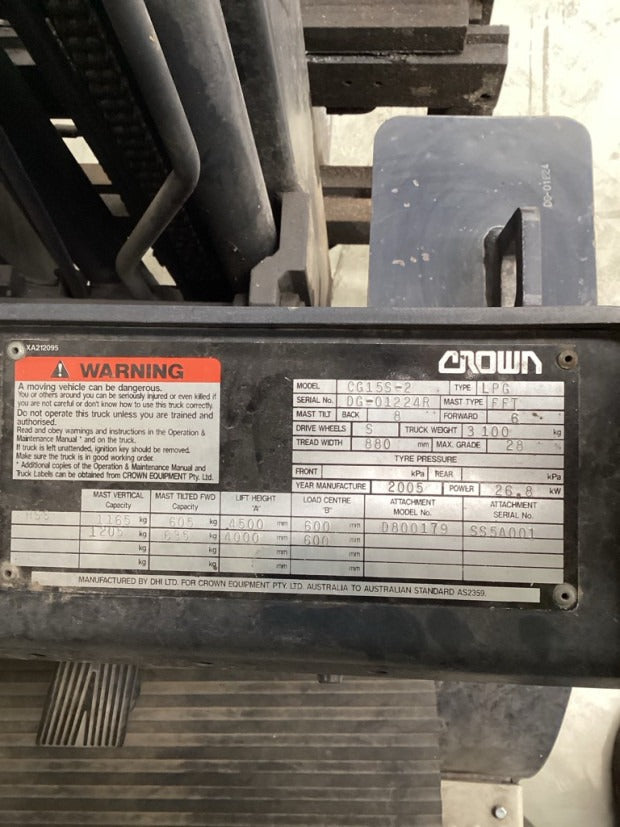 DG-01224
XA212095
CROWN
WARNING
A moving vehicle can be dangerous.
You or others around you can be seriously injured or even killed if
you are not careful or don't know how to use this truck correctly.
Do not operate this truck unless you are trained and
authorised.
Read and obey warnings and instructions in the Operation &
Maintenance Manual * and on the truck.
If truck is left unattended, ignition key should be removed.
Make sure the truck is in good working order.
* Additional copies of the Operation & Maintenance Manual and
Truck Labels can be obtained from CROWN EQUIPMENT Pty. Ltd.
MODEL CG15S-2 TYPE LPG
SERIAL No. DG-01224R MAST TYPE FFT
MAST TILT BACK 8 FORWARD 6
DRIVE WHEELS S TRUCK WEIGHT 3100 kg
TREAD WIDTH 880 mm MAX. GRADE 28 %
TYRE PRESSURE
FRONT kPa REAR kPa
YEAR MANUFACTURE 2005 POWER 26.8 kW
MAST VERTICAL Capacity MAST TILTED FWD Capacity LIFT HEIGHT 'A' LOAD CENTRE 'B' ATTACHMENT MODEL No. ATTACHMENT SERIAL No.
1165 kg 605 kg 4500 mm 600 mm D800179 SS5A001
1205 kg 635 kg 4000 mm 600 mm
kg kg mm mm
kg kg mm mm
MANUFACTURED BY DHI LTD. FOR CROWN EQUIPMENT PTY. LTD. AUSTRALIA TO AUSTRALIAN STANDARD AS2359.